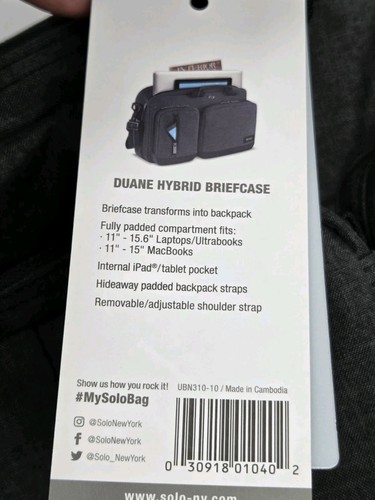 DUANE HYBRID BRIEFCASE
Briefcase transforms into backpack
Fully padded compartment fits:
· 11" - 15.6" Laptops/Ultrabooks
· 11" - 15" MacBooks
Internal iPad®/tablet pocket
Hideaway padded backpack straps
Removable/adjustable shoulder strap
Show us how you rock it!
#MySoloBag
UBN310-10 / Made in Cambodia
@SoloNewYork
@SoloNewYork
@Solo_NewYork
0 30918 01040 2
www.solo-ny.com